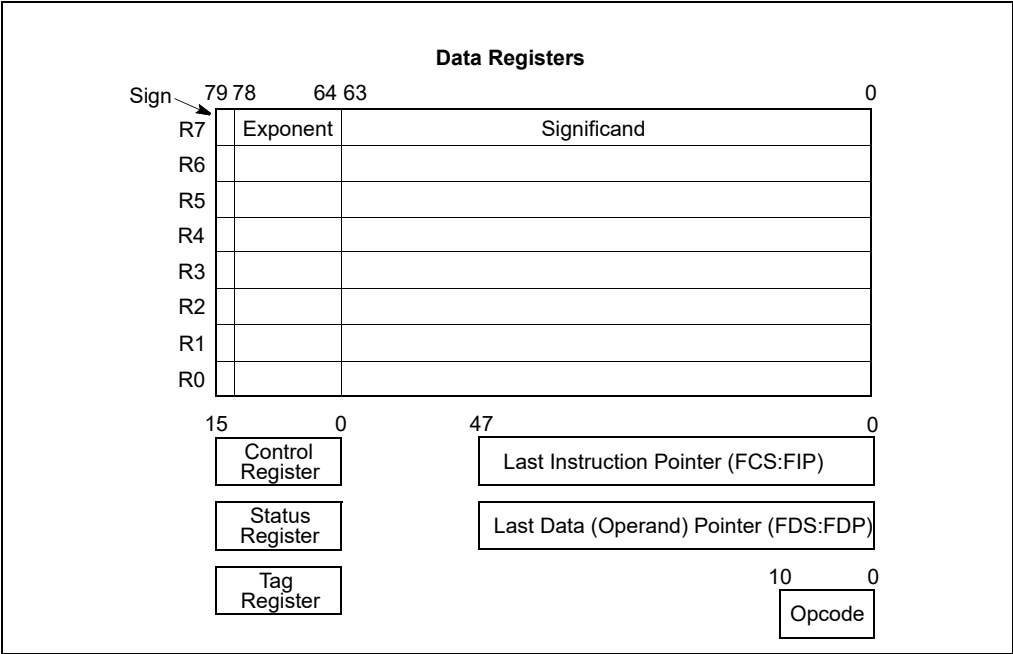 Data Registers
Sign 79 78 64 63 0
R7 Exponent Significand
R6
R5
R4
R3
R2
R1
R0
15 0 47 0
Control
Register
Last Instruction Pointer (FCS:FIP)
Status
Register
Last Data (Operand) Pointer (FDS:FDP)
Tag
Register
10 0
Opcode